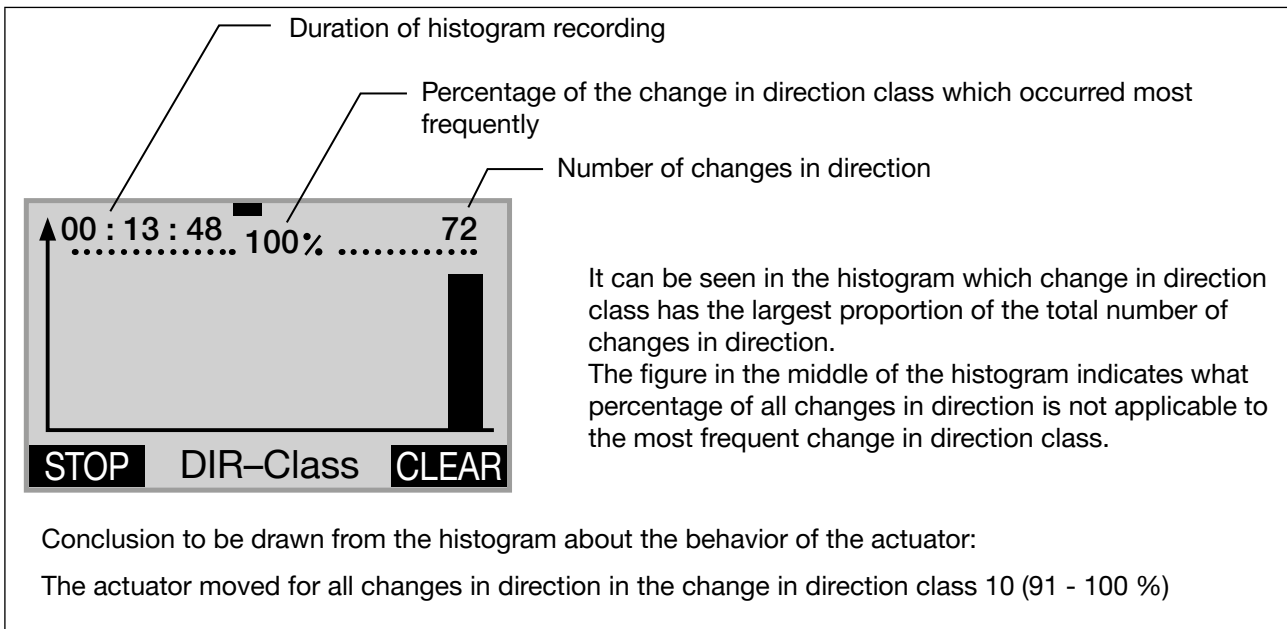 Duration of histogram recording
Percentage of the change in direction class which occurred most
frequently
Number of changes in direction
00 : 13 : 48 100% 72
It can be seen in the histogram which change in direction
class has the largest proportion of the total number of
changes in direction.
The figure in the middle of the histogram indicates what
percentage of all changes in direction is not applicable to
the most frequent change in direction class.
STOP DIR–Class CLEAR
Conclusion to be drawn from the histogram about the behavior of the actuator:
The actuator moved for all changes in direction in the change in direction class 10 (91 - 100 %)